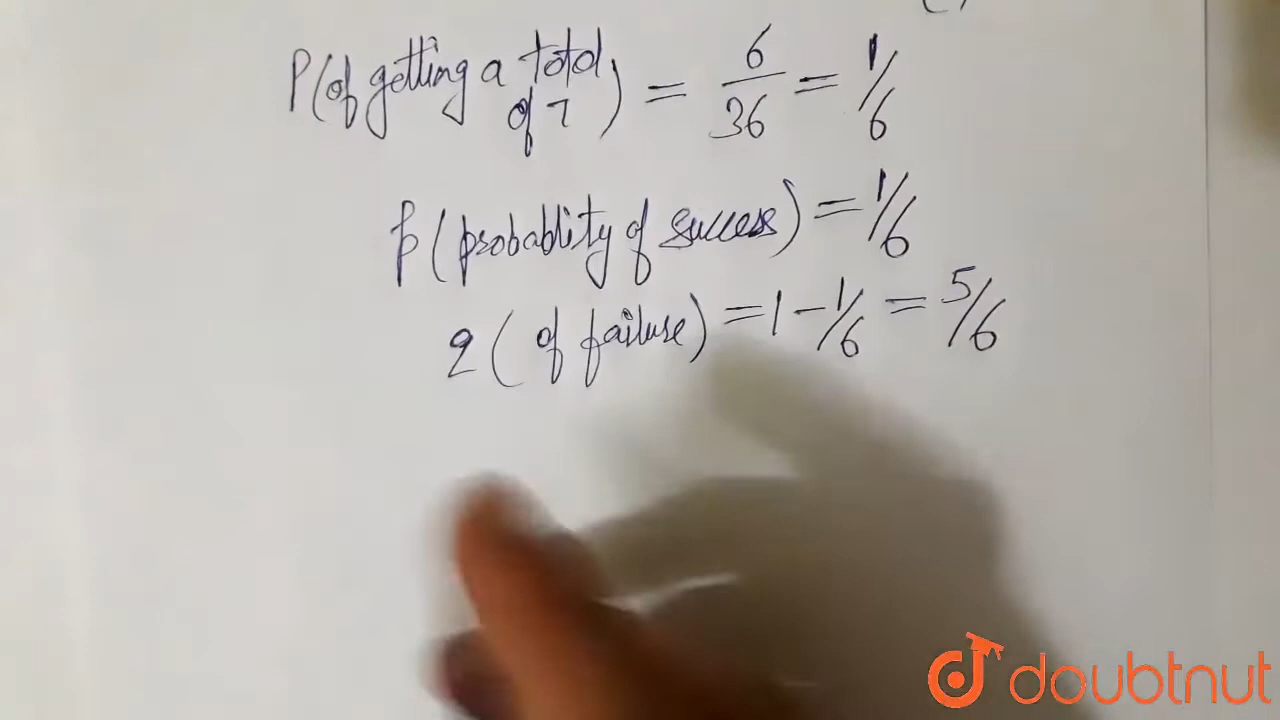 P(of getting a total of 7) = 6/36 = 1/6
p(probablity of success) = 1/6
q( of failure) = 1 - 1/6 = 5/6
doubtnut